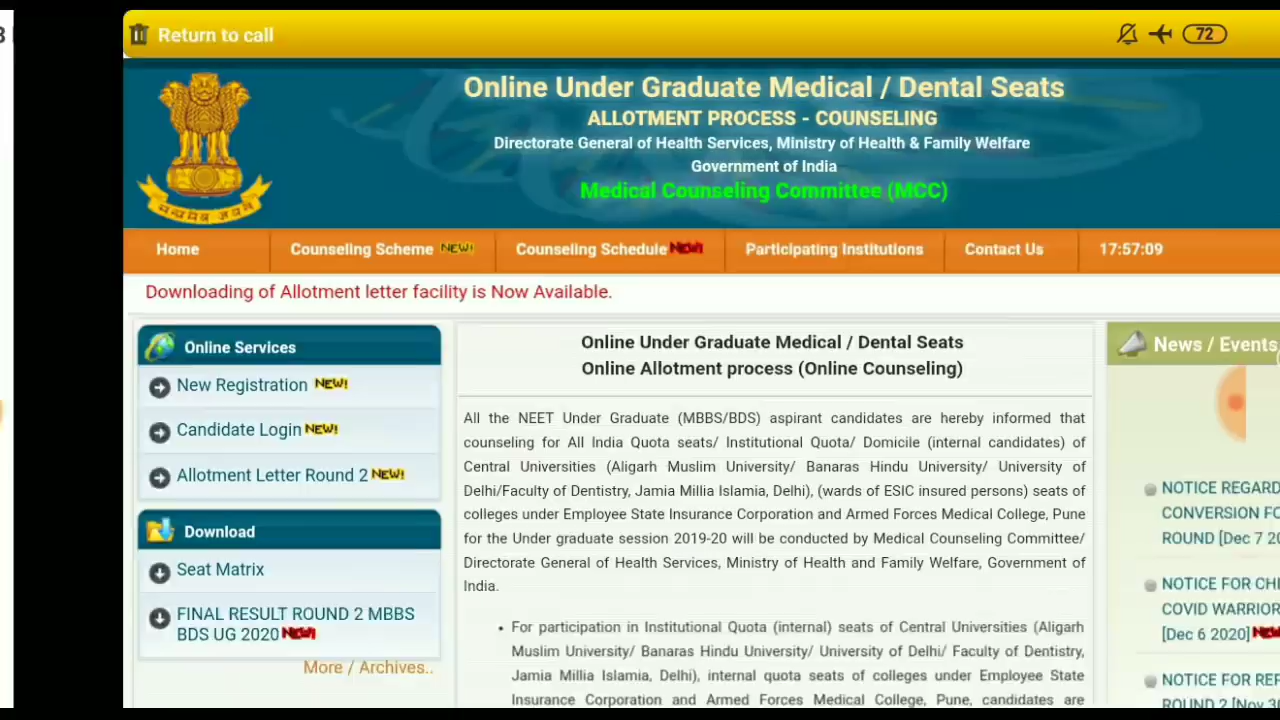 3
Return to call
72
Online Under Graduate Medical / Dental Seats
ALLOTMENT PROCESS - COUNSELING
Directorate General of Health Services, Ministry of Health & Family Welfare
Government of India
Medical Counseling Committee (MCC)
सत्यमेव जयते
Home
Counseling Scheme NEW!
Counseling Schedule NEW!
Participating Institutions
Contact Us
17:57:09
Downloading of Allotment letter facility is Now Available.
Online Services
New Registration NEW!
Candidate Login NEW!
Allotment Letter Round 2 NEW!
Download
Seat Matrix
FINAL RESULT ROUND 2 MBBS
BDS UG 2020 NEW!
More / Archives..
Online Under Graduate Medical / Dental Seats
Online Allotment process (Online Counseling)
All the NEET Under Graduate (MBBS/BDS) aspirant candidates are hereby informed that
counseling for All India Quota seats/ Institutional Quota/ Domicile (internal candidates) of
Central Universities (Aligarh Muslim University/ Banaras Hindu University/ University of
Delhi/Faculty of Dentistry, Jamia Millia Islamia, Delhi), (wards of ESIC insured persons) seats of
colleges under Employee State Insurance Corporation and Armed Forces Medical College, Pune
for the Under graduate session 2019-20 will be conducted by Medical Counseling Committee/
Directorate General of Health Services, Ministry of Health and Family Welfare, Government of
India.
• For participation in Institutional Quota (internal) seats of Central Universities (Aligarh
Muslim University/ Banaras Hindu University/ University of Delhi/ Faculty of Dentistry,
Jamia Millia Islamia, Delhi), internal quota seats of colleges under Employee State
Insurance Corporation and Armed Forces Medical College, Pune, candidates are
News / Events
NOTICE REGARD
CONVERSION FO
ROUND [Dec 7 20
NOTICE FOR CHI
COVID WARRIOR
[Dec 6 2020] NEW
NOTICE FOR REF
ROUND 2 [Nov 3